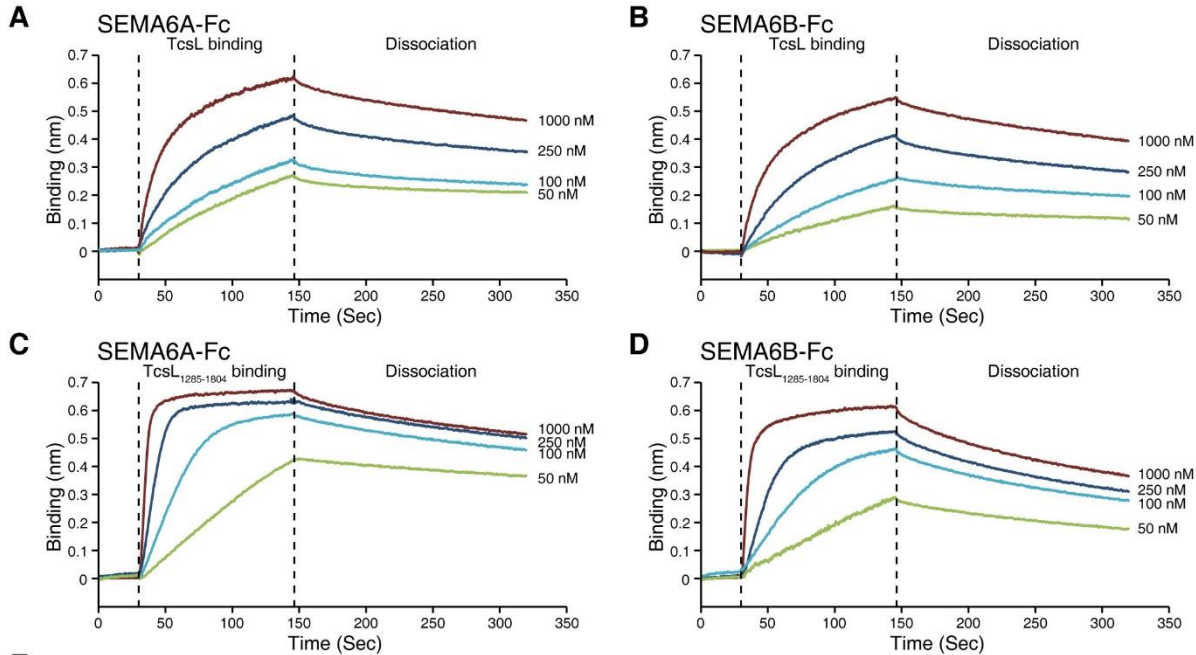 A
SEMA6A-Fc
TcsL binding
Dissociation
Binding (nm)
0.7
0.6
0.5
0.4
0.3
0.2
0.1
0
1000 nM
250 nM
100 nM
50 nM
0 50 100 150 200 250 300 350
Time (Sec)
B
SEMA6B-Fc
TcsL binding
Dissociation
Binding (nm)
0.7
0.6
0.5
0.4
0.3
0.2
0.1
0
1000 nM
250 nM
100 nM
50 nM
0 50 100 150 200 250 300 350
Time (Sec)
C
SEMA6A-Fc
TcsL1285-1804 binding
Dissociation
Binding (nm)
0.7
0.6
0.5
0.4
0.3
0.2
0.1
0
1000 nM
250 nM
100 nM
50 nM
0 50 100 150 200 250 300 350
Time (Sec)
D
SEMA6B-Fc
TcsL1285-1804 binding
Dissociation
Binding (nm)
0.7
0.6
0.5
0.4
0.3
0.2
0.1
0
1000 nM
250 nM
100 nM
50 nM
0 50 100 150 200 250 300 350
Time (Sec)